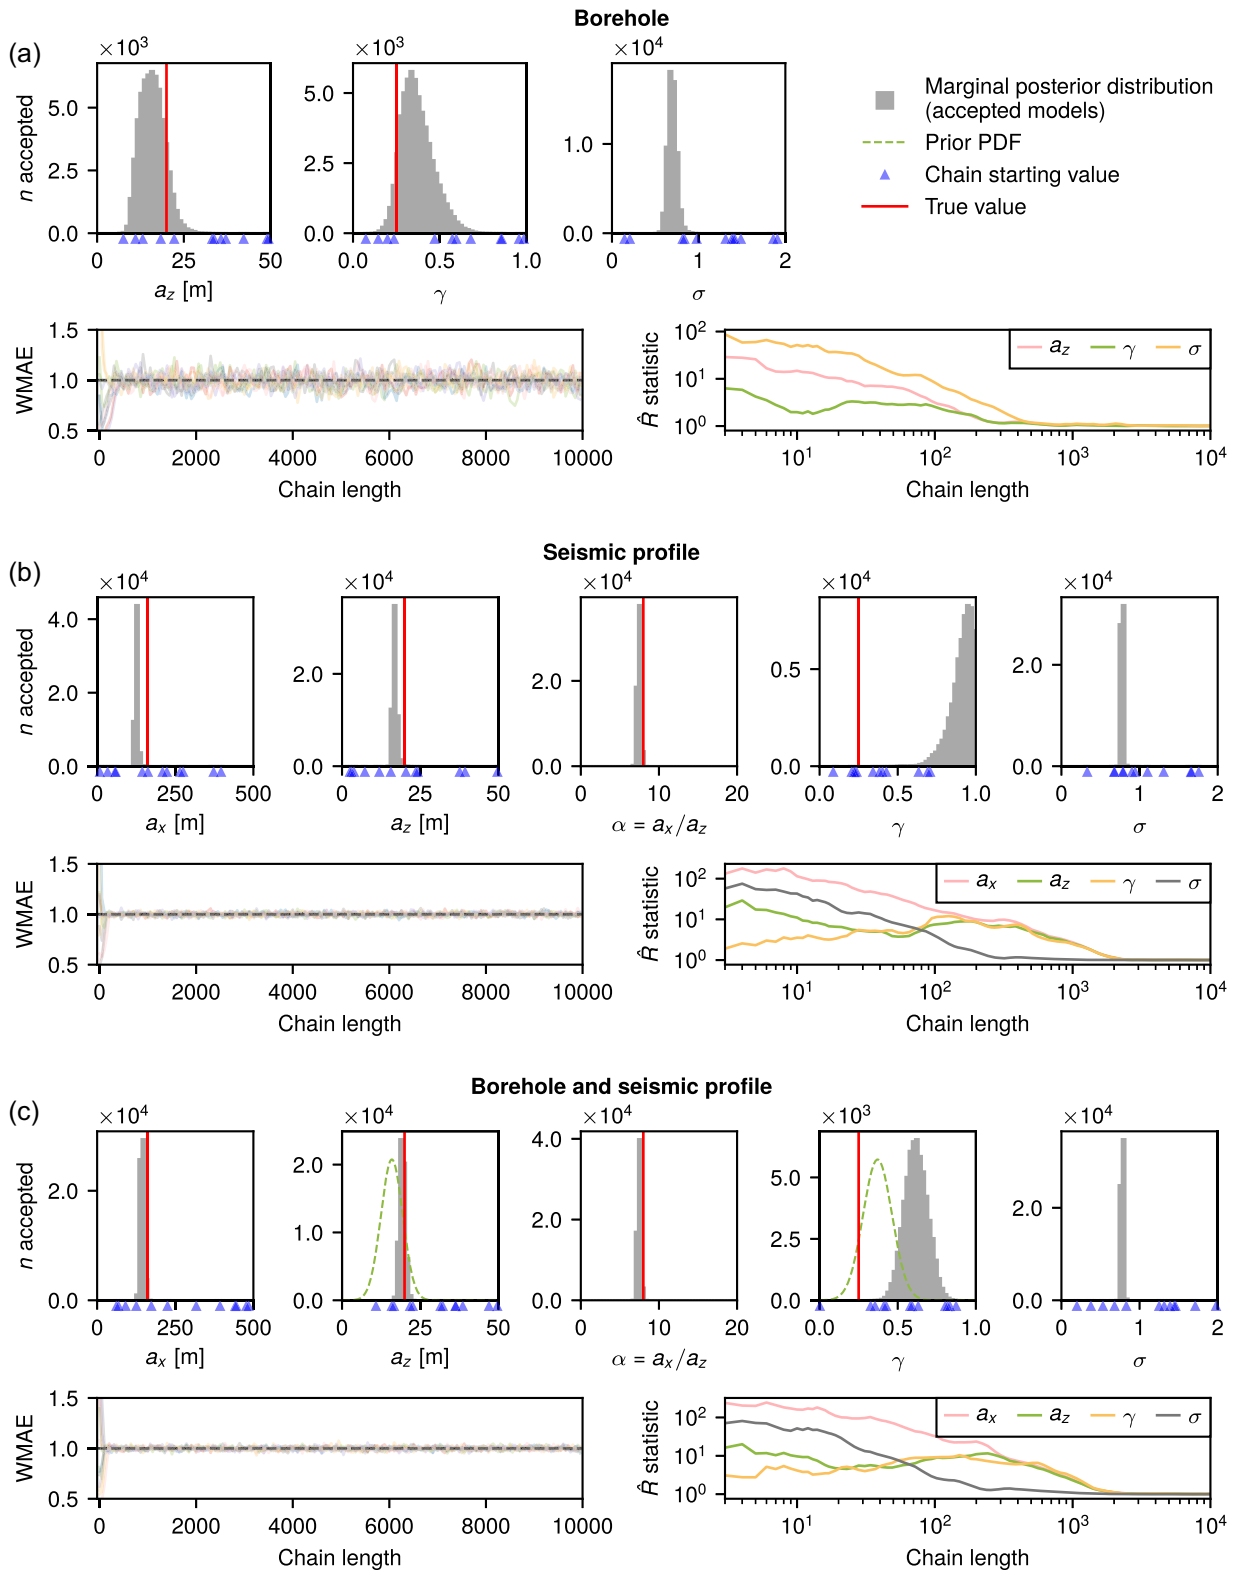 Borehole
(a)
×10³
×10³
×10⁴
n accepted
5.0
2.5
0.0
5.0
2.5
0.0
1.0
0.0
0 25 50
0.0 0.5 1.0
0 1 2
a_z [m]
γ
σ
Marginal posterior distribution
(accepted models)
Prior PDF
Chain starting value
True value
WMAE
1.5
1.0
0.5
0 2000 4000 6000 8000 10000
Chain length
R̂ statistic
10²
10¹
10⁰
a_z γ σ
10¹ 10² 10³ 10⁴
Chain length
Seismic profile
(b)
×10⁴
×10⁴
×10⁴
×10⁴
×10⁴
n accepted
4.0
2.0
0.0
2.0
0.0
2.0
0.0
0.5
0.0
2.0
0.0
0 250 500
0 25 50
0 10 20
0.0 0.5 1.0
0 1 2
a_x [m]
a_z [m]
α = a_x/a_z
γ
σ
WMAE
1.5
1.0
0.5
0 2000 4000 6000 8000 10000
Chain length
R̂ statistic
10²
10¹
10⁰
a_x a_z γ σ
10¹ 10² 10³ 10⁴
Chain length
Borehole and seismic profile
(c)
×10⁴
×10⁴
×10⁴
×10³
×10⁴
n accepted
2.0
0.0
2.0
1.0
0.0
4.0
2.0
0.0
5.0
2.5
0.0
2.0
0.0
0 250 500
0 25 50
0 10 20
0.0 0.5 1.0
0 1 2
a_x [m]
a_z [m]
α = a_x/a_z
γ
σ
WMAE
1.5
1.0
0.5
0 2000 4000 6000 8000 10000
Chain length
R̂ statistic
10²
10¹
10⁰
a_x a_z γ σ
10¹ 10² 10³ 10⁴
Chain length